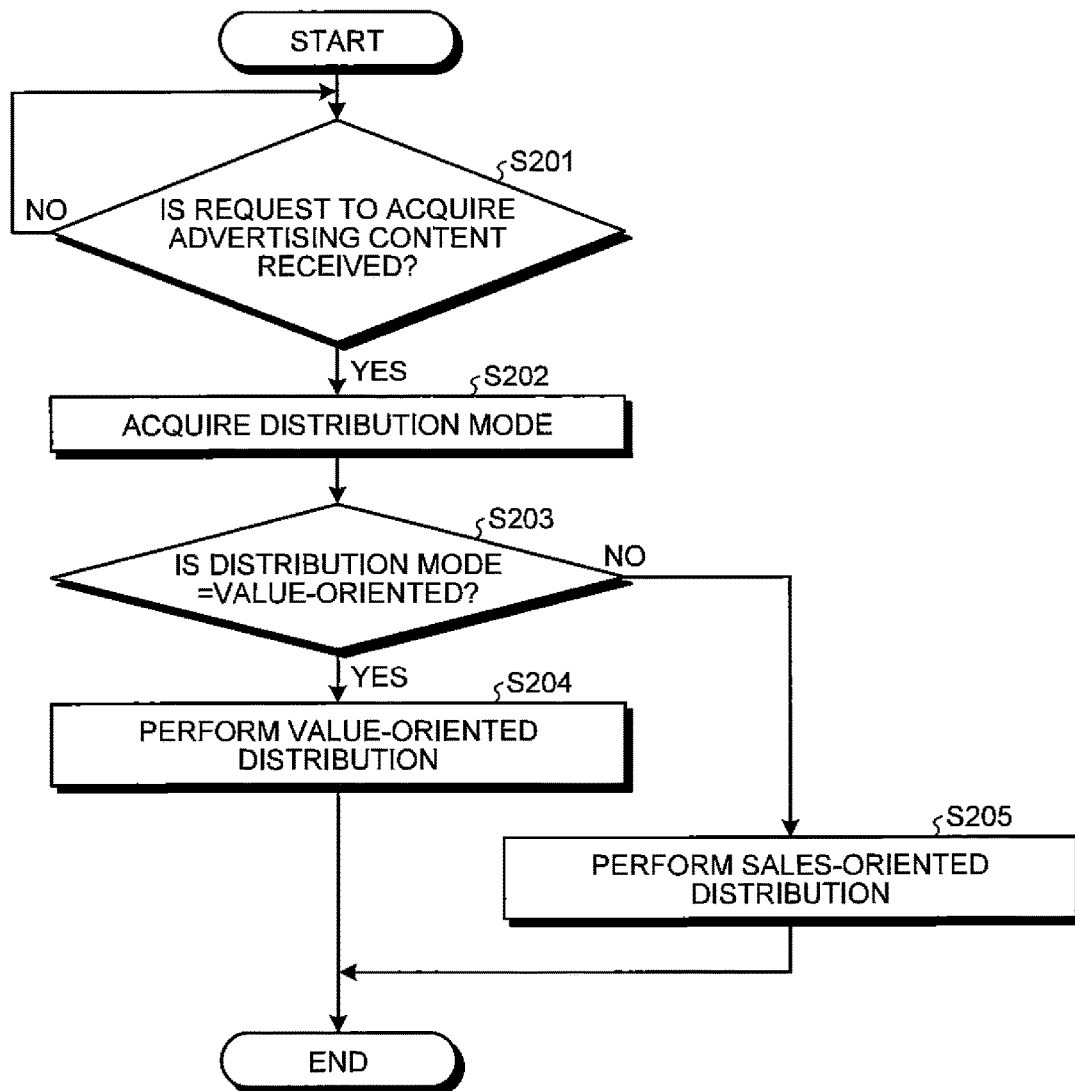 START
S201
NO
IS REQUEST TO ACQUIRE
ADVERTISING CONTENT
RECEIVED?
YES
S202
ACQUIRE DISTRIBUTION MODE
S203
IS DISTRIBUTION MODE
=VALUE-ORIENTED?
NO
YES
S204
PERFORM VALUE-ORIENTED
DISTRIBUTION
S205
PERFORM SALES-ORIENTED
DISTRIBUTION
END